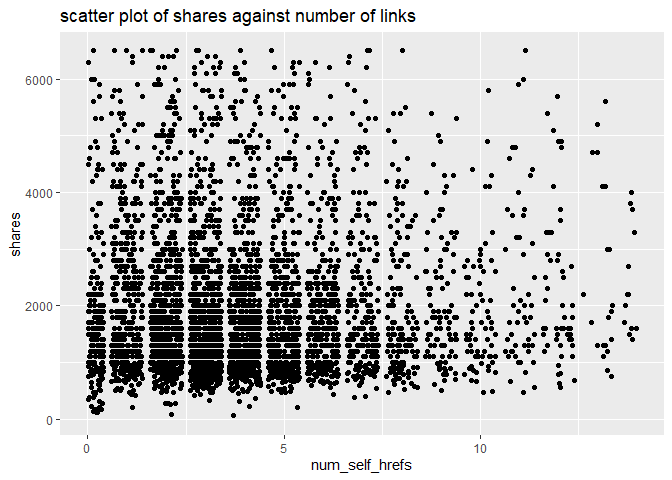 scatter plot of shares against number of links
6000
4000
2000
0
shares
0 5 10
num_self_hrefs